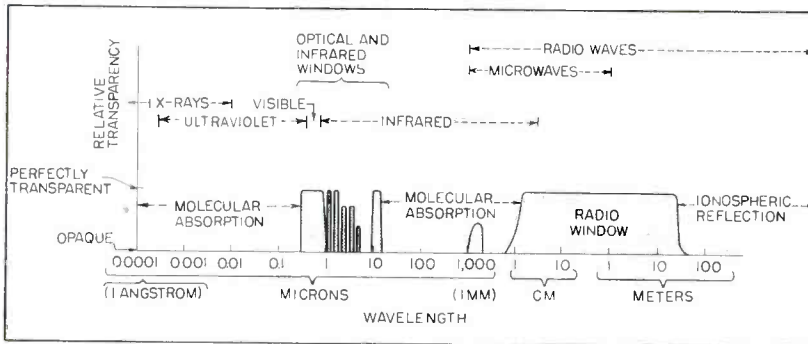 OPTICAL AND
INFRARED
WINDOWS
RADIO WAVES
MICROWAVES
RELATIVE
TRANSPARENCY
X-RAYS
VISIBLE
ULTRAVIOLET
INFRARED
PERFECTLY
TRANSPARENT
MOLECULAR
ABSORPTION
MOLECULAR
ABSORPTION
RADIO
WINDOW
IONOSPHERIC
REFLECTION
OPAQUE
0.0001 0.001 0.01 0.1 1 10 100 1,000 1 10 1 10 100
(1 ANGSTROM) MICRONS (1 MM) CM METERS
WAVELENGTH